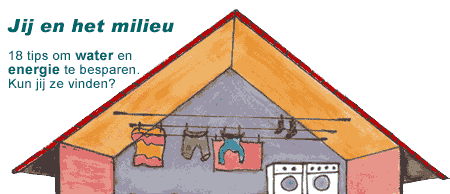 Jij en het milieu
18 tips om water en
energie te besparen.
Kun jij ze vinden?